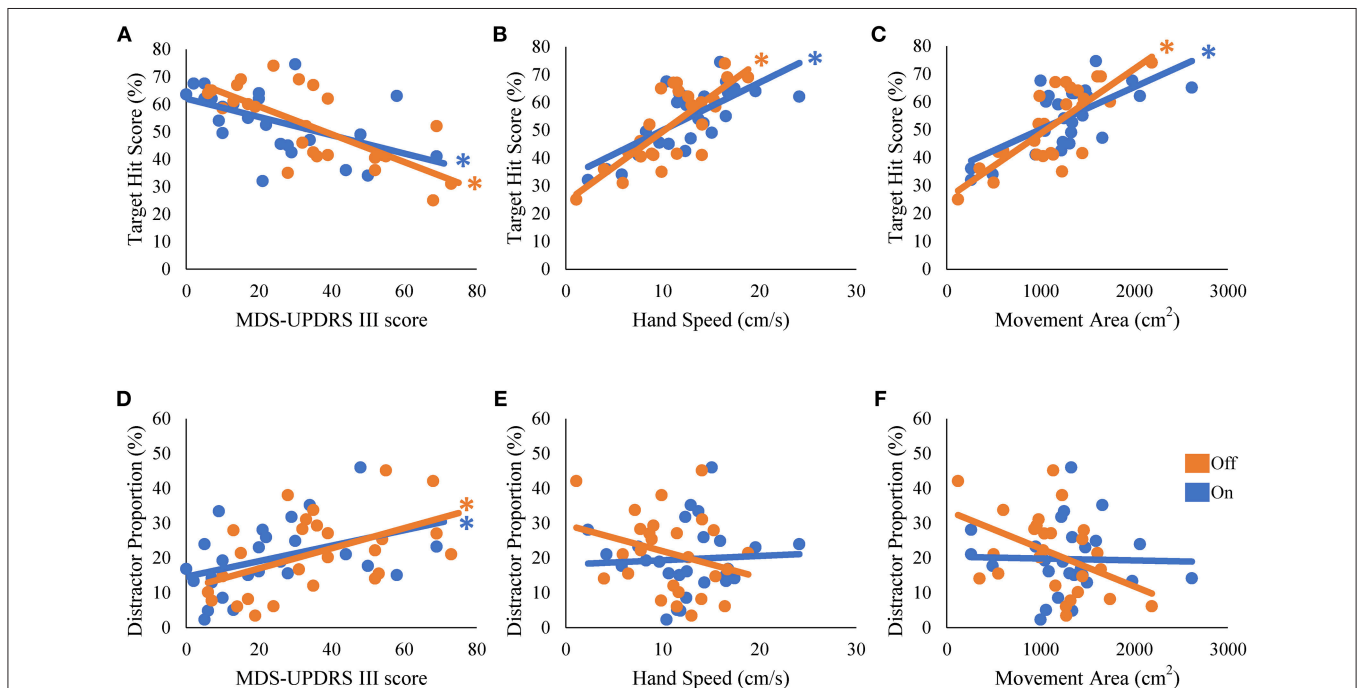 A
B
C
Target Hit Score (%)
80
70
60
50
40
30
20
10
0
0 20 40 60 80
MDS-UPDRS III score
*
*
Target Hit Score (%)
80
70
60
50
40
30
20
10
0
0 10 20 30
Hand Speed (cm/s)
*
*
Target Hit Score (%)
80
70
60
50
40
30
20
10
0
0 1000 2000 3000
Movement Area (cm²)
*
*
D
E
F
Distractor Proportion (%)
60
50
40
30
20
10
0
0 20 40 60 80
MDS-UPDRS III score
*
*
Distractor Proportion (%)
60
50
40
30
20
10
0
0 10 20 30
Hand Speed (cm/s)
Distractor Proportion (%)
60
50
40
30
20
10
0
0 1000 2000 3000
Movement Area (cm²)
Off
On